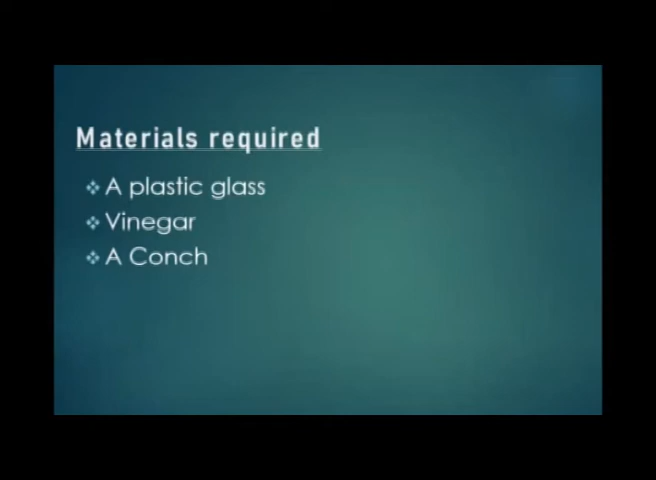 Materials required
❖ A plastic glass
❖ Vinegar
❖ A Conch